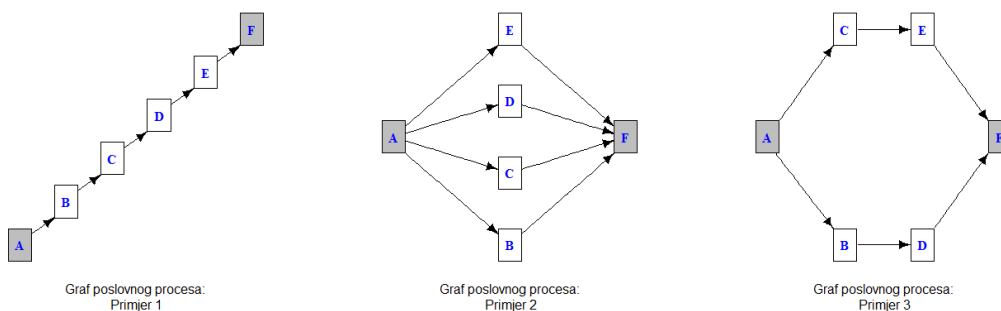 F
E
D
C
B
A
Graf poslovnog procesa:
Primjer 1
E
D
A
F
C
B
Graf poslovnog procesa:
Primjer 2
C
E
A
F
B
D
Graf poslovnog procesa:
Primjer 3